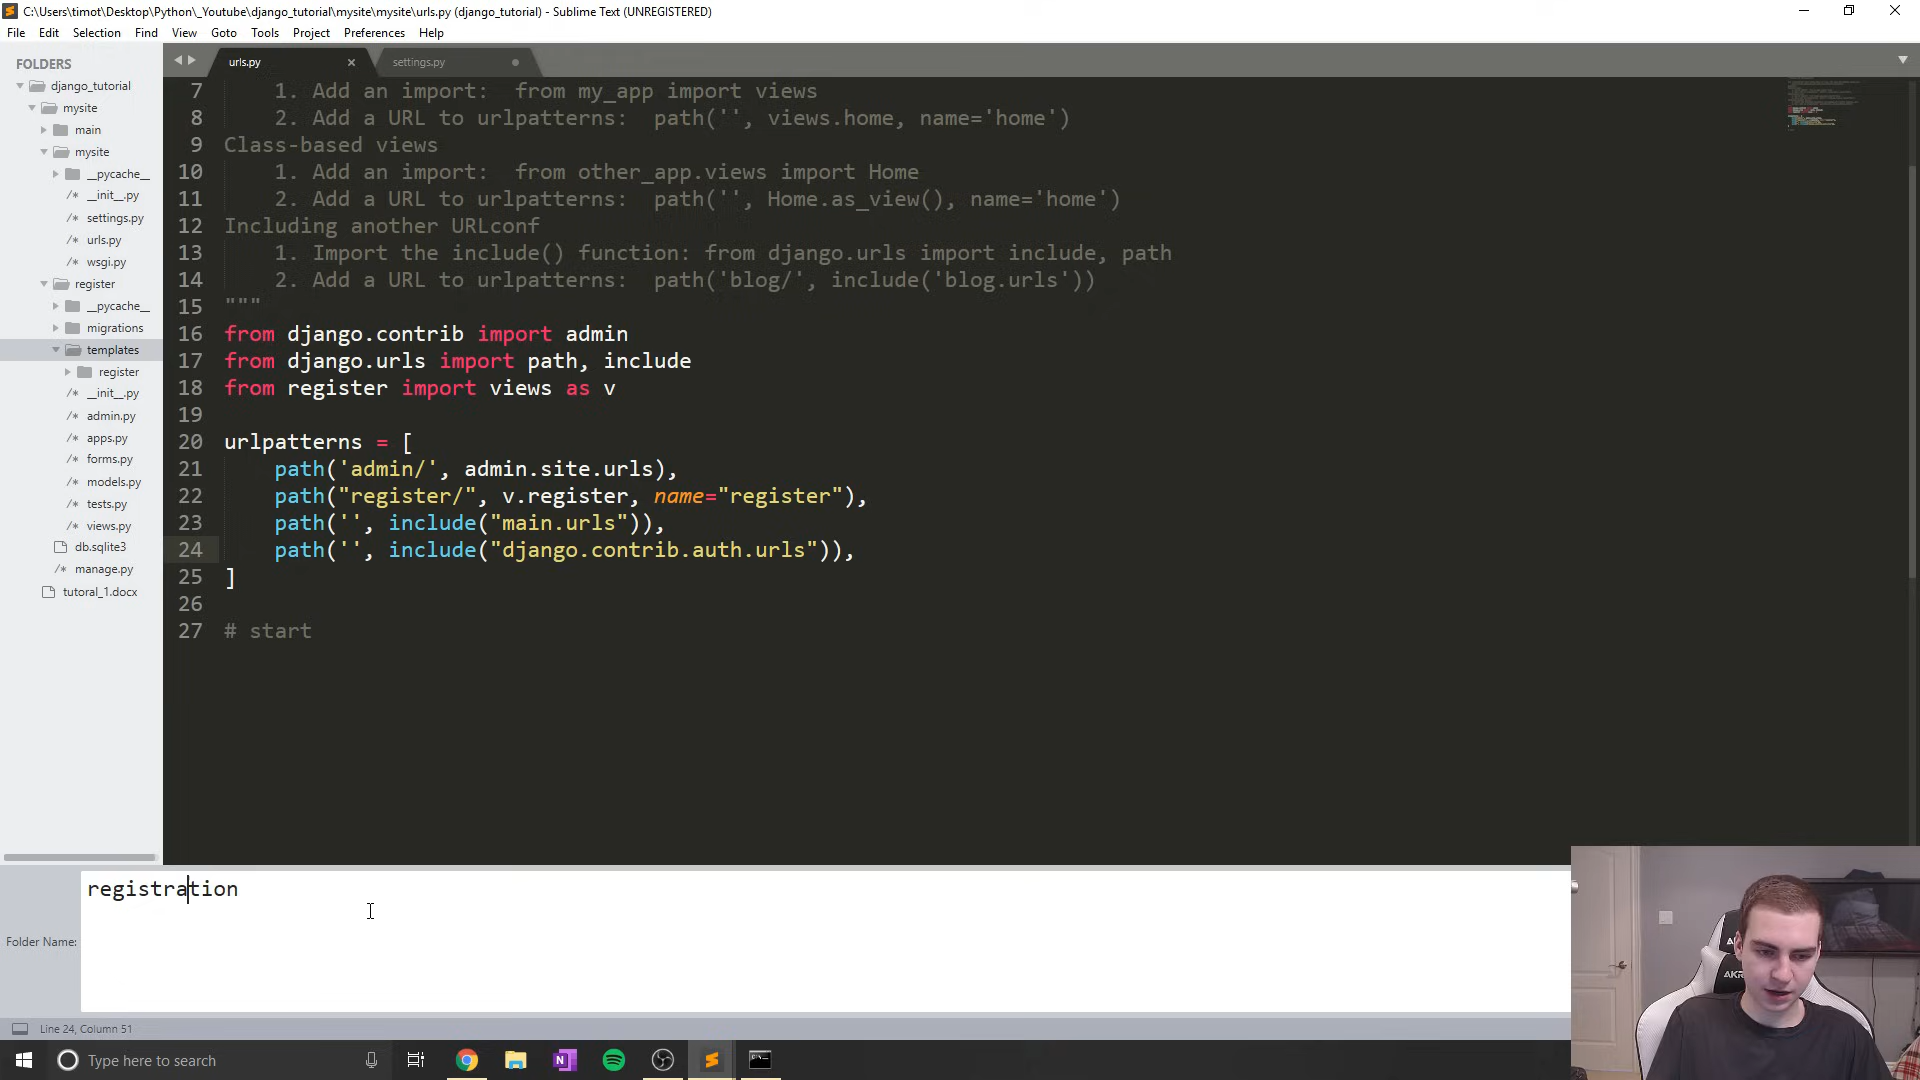 C:\Users\timot\Desktop\Python\_Youtube\django_tutorial\mysite\mysite\urls.py (django_tutorial) - Sublime Text (UNREGISTERED)
File Edit Selection Find View Goto Tools Project Preferences Help
FOLDERS
django_tutorial
mysite
main
mysite
__pycache__
/* __init__.py
/* settings.py
/* urls.py
/* wsgi.py
register
__pycache__
migrations
templates
register
/* __init__.py
/* admin.py
/* apps.py
/* forms.py
/* models.py
/* tests.py
/* views.py
db.sqlite3
/* manage.py
tutoral_1.docx
urls.py
settings.py
7 1. Add an import:  from my_app import views
8 2. Add a URL to urlpatterns:  path('', views.home, name='home')
9 Class-based views
10 1. Add an import:  from other_app.views import Home
11 2. Add a URL to urlpatterns:  path('', Home.as_view(), name='home')
12 Including another URLconf
13 1. Import the include() function: from django.urls import include, path
14 2. Add a URL to urlpatterns:  path('blog/', include('blog.urls'))
15 """
16 from django.contrib import admin
17 from django.urls import path, include
18 from register import views as v
19
20 urlpatterns = [
21 path('admin/', admin.site.urls),
22 path("register/", v.register, name="register"),
23 path('', include("main.urls")),
24 path('', include("django.contrib.auth.urls")),
25 ]
26
27 # start
Folder Name:
registration
Line 24, Column 51
Type here to search
AKR
AKR